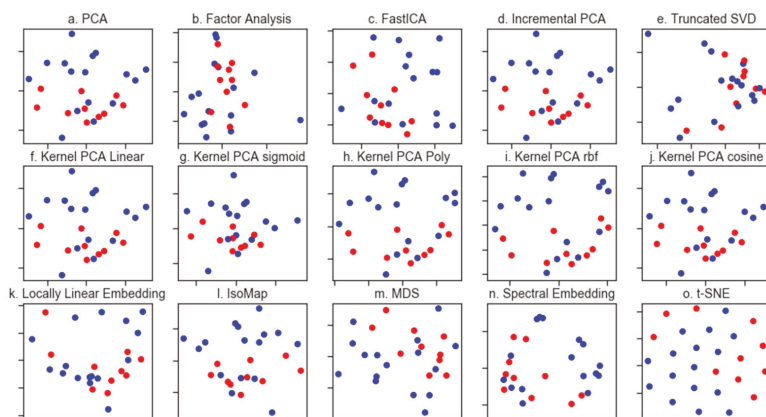 a. PCA
b. Factor Analysis
c. FastICA
d. Incremental PCA
e. Truncated SVD
f. Kernel PCA Linear
g. Kernel PCA sigmoid
h. Kernel PCA Poly
i. Kernel PCA rbf
j. Kernel PCA cosine
k. Locally Linear Embedding
l. IsoMap
m. MDS
n. Spectral Embedding
o. t-SNE